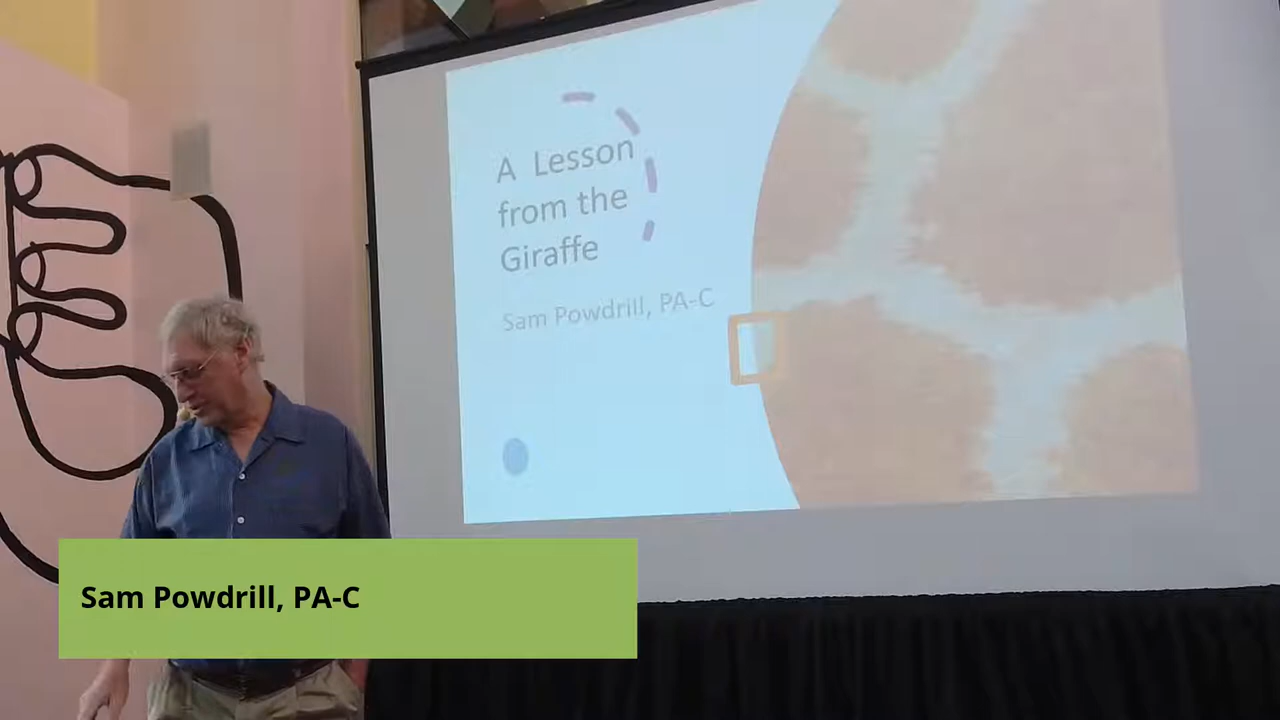 A Lesson
from the
Giraffe
Sam Powdrill, PA-C
Sam Powdrill, PA-C